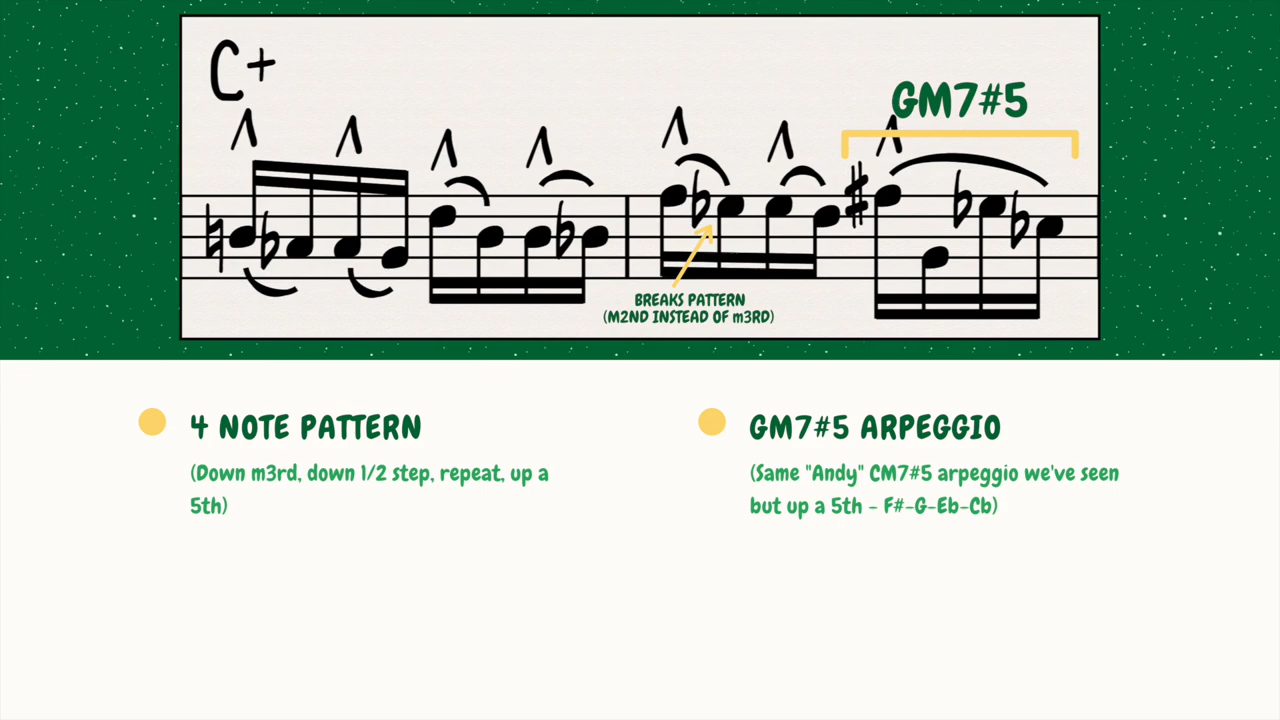 C+
GM7#5
BREAKS PATTERN
(M2ND INSTEAD OF m3RD)
4 NOTE PATTERN
(Down m3rd, down 1/2 step, repeat, up a
5th)
GM7#5 ARPEGGIO
(Same "Andy" CM7#5 arpeggio we've seen
but up a 5th - F#-G-Eb-Cb)